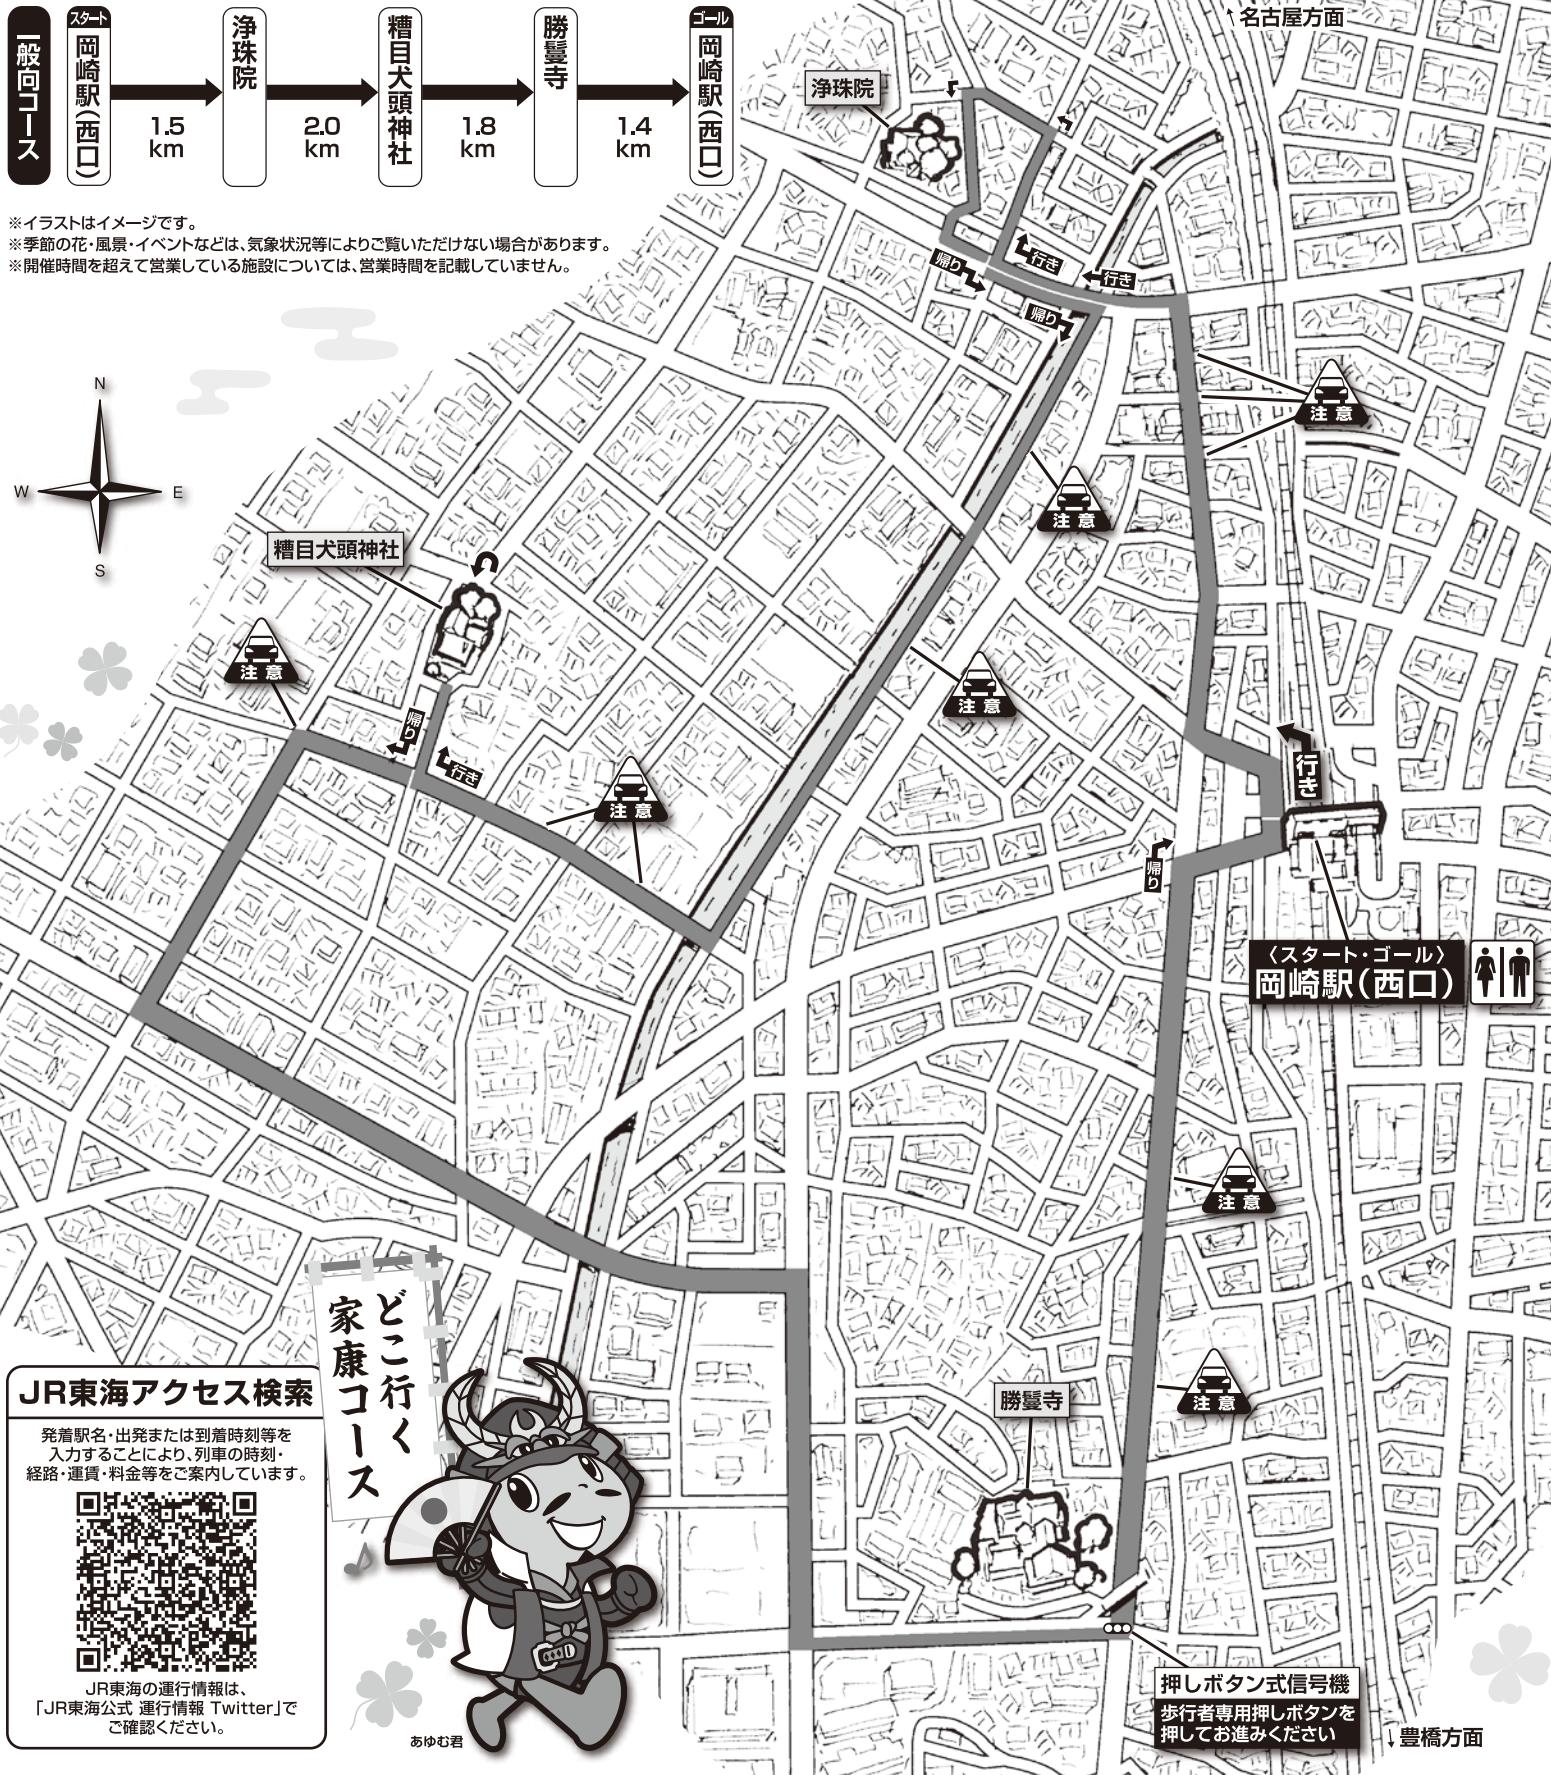 一般向コース
スタート
岡崎駅(西口)
1.5
km
浄珠院
2.0
km
糟目犬頭神社
1.8
km
勝鬘寺
1.4
km
ゴール
岡崎駅(西口)
※イラストはイメージです。
※季節の花・風景・イベントなどは、気象状況等によりご覧いただけない場合があります。
※開催時間を超えて営業している施設については、営業時間を記載していません。
↑名古屋方面
浄珠院
行き
帰り
行き
帰り
注意
注意
N
W
E
S
糟目犬頭神社
注意
注意
帰り
行き
注意
行き
帰り
〈スタート・ゴール〉
岡崎駅(西口)
注意
注意
勝鬘寺
どこ行く
家康コース
JR東海アクセス検索
発着駅名・出発または到着時刻等を
入力することにより、列車の時刻・
経路・運賃・料金等をご案内しています。
JR東海の運行情報は、
「JR東海公式 運行情報 Twitter」で
ご確認ください。
あゆむ君
押しボタン式信号機
歩行者専用押しボタンを
押してお進みください
↓豊橋方面